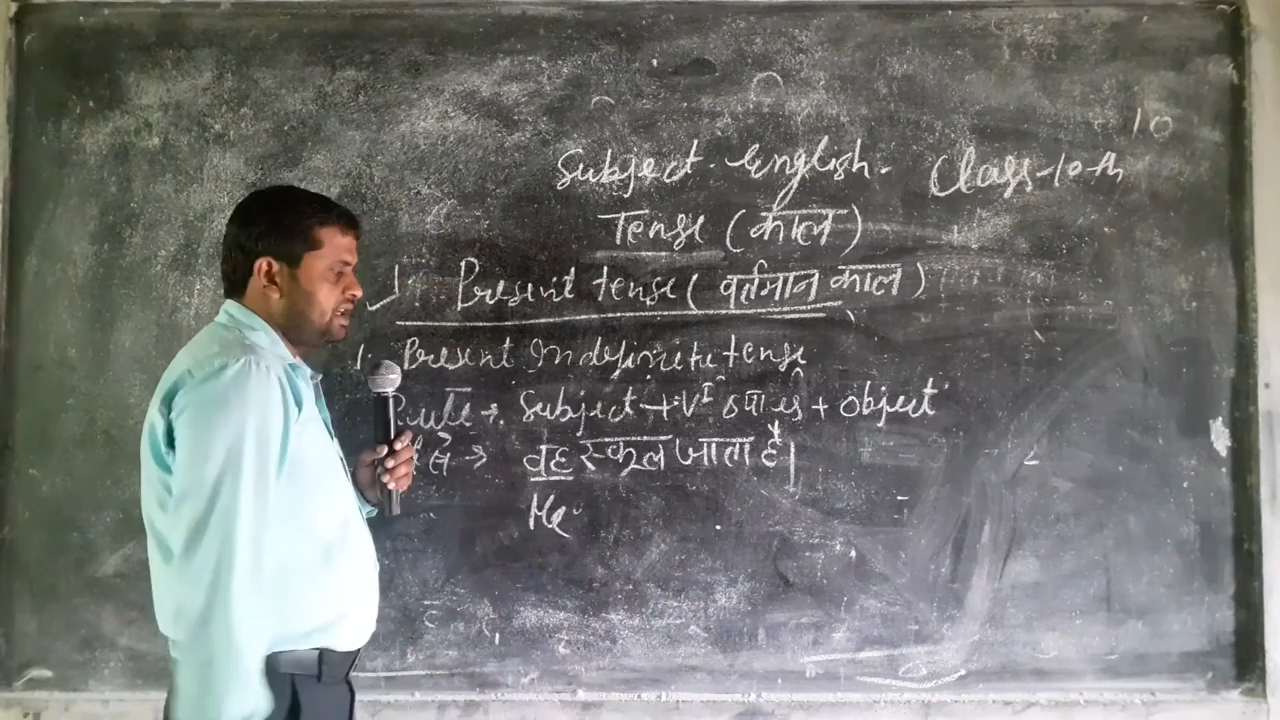 10
Subject - English - Class-10th
Tense (काल)
1. Present tense (वर्तमान काल)
1. Present Indefinite tense
Rule → Subject + V I s या es + object
जैसे → वह स्कूल जाता है।
He